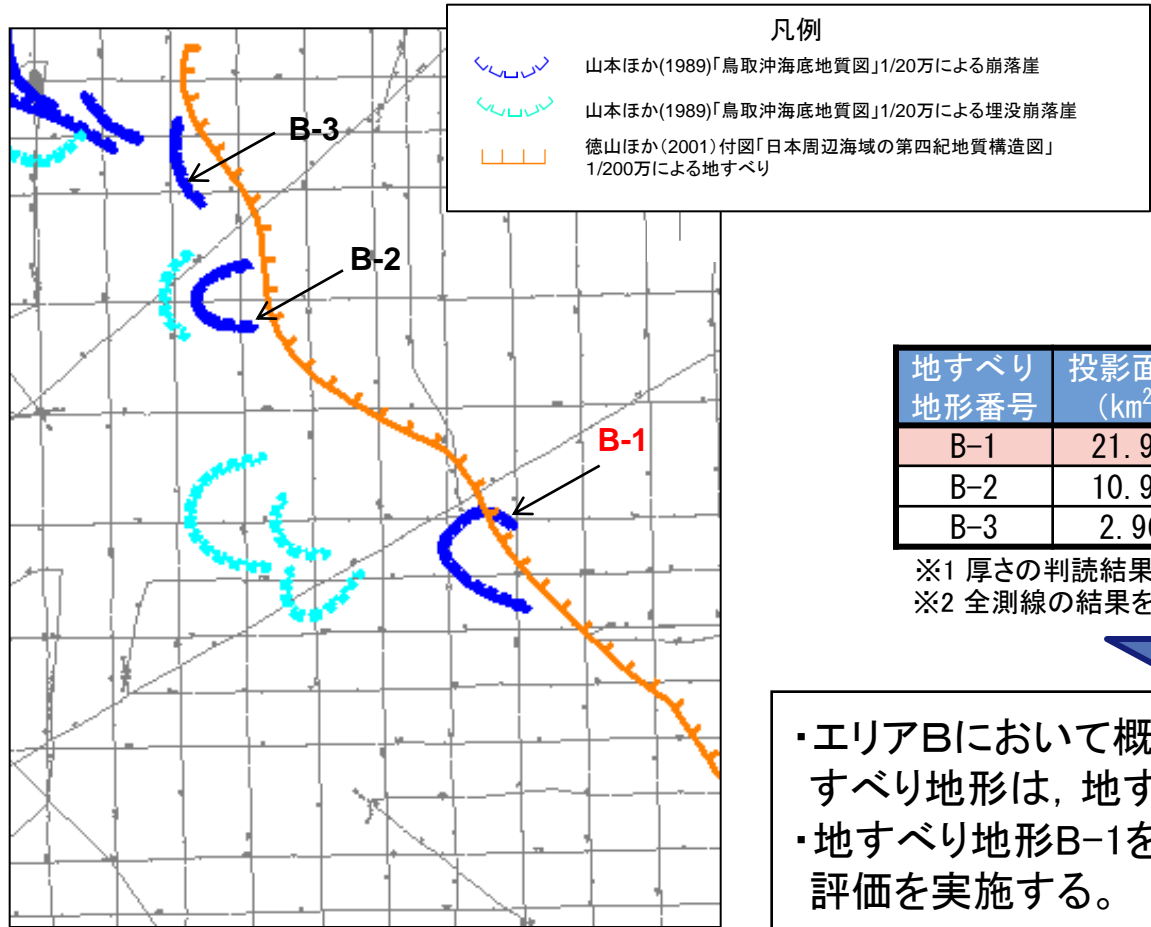 凡例
山本ほか(1989)「鳥取沖海底地質図」1/20万による崩落崖
山本ほか(1989)「鳥取沖海底地質図」1/20万による埋没崩落崖
徳山ほか(2001)付図「日本周辺海域の第四紀地質構造図」
1/200万による地すべり
B-3
B-2
B-1
地すべり 投影面
地形番号 (km2
B-1 21.9
B-2 10.9
B-3 2.96
※1 厚さの判読結果
※2 全測線の結果を
・エリアBにおいて概
すべり地形は，地す
・地すべり地形B-1を
評価を実施する。